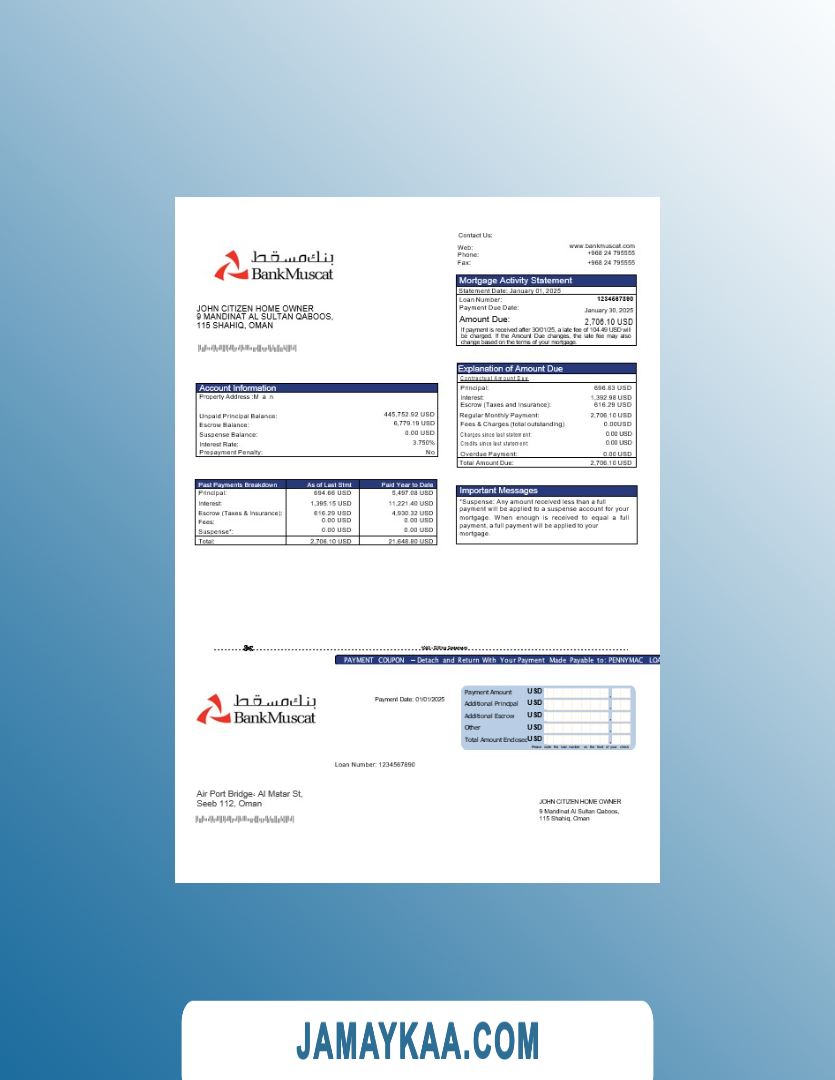 Contact Us:
Web: www.bankmuscat.com
Phone: +968 24 795555
Fax: +968 24 795555
بنك مسقط
BankMuscat
JOHN CITIZEN HOME OWNER
9 MANDINAT AL SULTAN QABOOS,
115 SHAHIQ, OMAN
Mortgage Activity Statement
Statement Date: January 01, 2025
Loan Number: 1234567890
Payment Due Date: January 30, 2025
Amount Due: 2,706.10 USD
If payment is received after 30/01/25, a late fee of 104.49 USD will
be charged. If the Amount Due changes, the late fee may also
change based on the terms of your mortgage.
Account Information
Property Address :M a n
Unpaid Principal Balance: 445,752.92 USD
Escrow Balance: 6,779.19 USD
Suspense Balance: 0.00 USD
Interest Rate: 3.750%
Prepayment Penalty: No
Explanation of Amount Due
Contractual Amount Due
Principal: 696.83 USD
Interest: 1,392.98 USD
Escrow (Taxes and Insurance): 616.29 USD
Regular Monthly Payment: 2,706.10 USD
Fees & Charges (total outstanding) 0.00USD
Charges since last statement: 0.00 USD
Credits since last statement: 0.00 USD
Overdue Payment: 0.00 USD
Total Amount Due: 2,706.10 USD
Past Payments Breakdown As of Last Stmt Paid Year to Date
Principal: 694.66 USD 5,497.08 USD
Interest: 1,395.15 USD 11,221.40 USD
Escrow (Taxes & Insurance): 616.29 USD 4,930.32 USD
Fees: 0.00 USD 0.00 USD
Suspense*: 0.00 USD 0.00 USD
Total: 2,706.10 USD 21,648.80 USD
Important Messages
*Suspense: Any amount received less than a full
payment will be applied to a suspense account for your
mortgage. When enough is received to equal a full
payment, a full payment will be applied to your
mortgage.
PAYMENT COUPON – Detach and Return With Your Payment Made Payable to: PENNYMAC LOA
بنك مسقط
BankMuscat
Payment Date: 01/01/2025
Payment Amount USD
Additional Principal USD
Additional Escrow USD
Other USD
Total Amount Enclosed USD
Loan Number: 1234567890
Air Port Bridge- Al Matar St,
Seeb 112, Oman
JOHN CITIZEN HOME OWNER
9 Mandinat Al Sultan Qaboos,
115 Shahiq, Oman
JAMAYKAA.COM